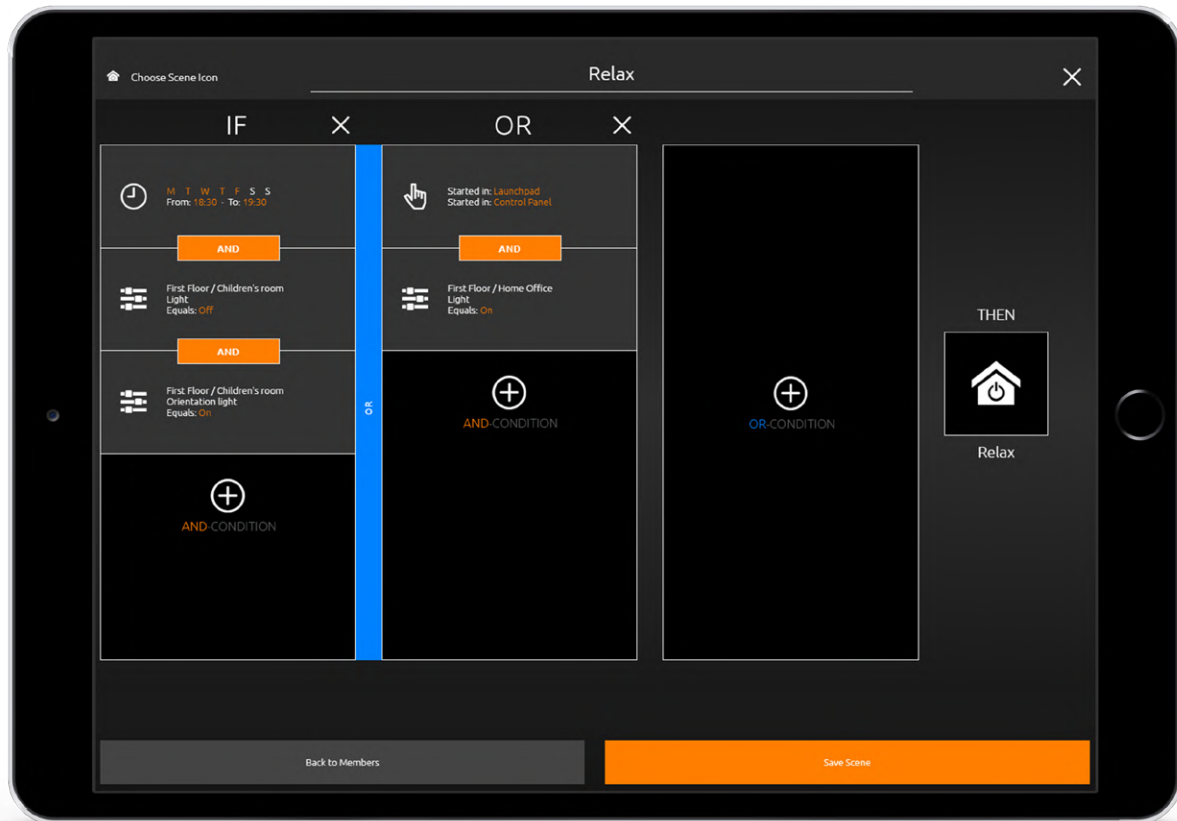 Choose Scene Icon
Relax
IF
OR
M T W T F S S
From: 18:30 - To: 19:30
AND
First Floor / Children's room
Light
Equals: Off
AND
First Floor / Children's room
Orientation light
Equals: On
AND-CONDITION
OR
Started in: Launchpad
Started in: Control Panel
AND
First Floor / Home Office
Light
Equals: On
AND-CONDITION
OR-CONDITION
THEN
Relax
Back to Members
Save Scene